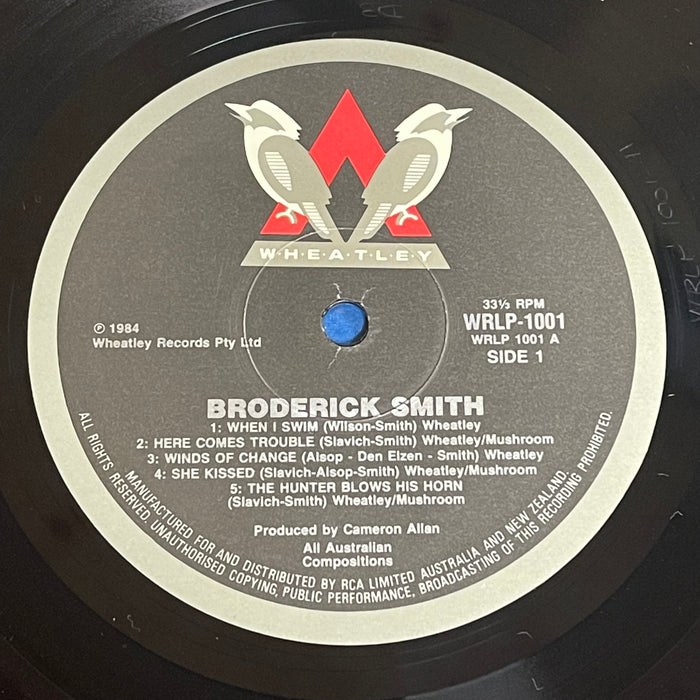 W·H·E·A·T·L·E·Y
℗ 1984
Wheatley Records Pty Ltd
33⅓ RPM
WRLP-1001
WRLP 1001 A
SIDE 1
BRODERICK SMITH
1: WHEN I SWIM (Wilson-Smith) Wheatley
2: HERE COMES TROUBLE (Slavich-Smith) Wheatley/Mushroom
3: WINDS OF CHANGE (Alsop - Den Elzen - Smith) Wheatley
4: SHE KISSED (Slavich-Alsop-Smith) Wheatley/Mushroom
5: THE HUNTER BLOWS HIS HORN
(Slavich-Smith) Wheatley/Mushroom
Produced by Cameron Allan
All Australian
Compositions
MANUFACTURED FOR AND DISTRIBUTED BY RCA LIMITED AUSTRALIA AND NEW ZEALAND.
ALL RIGHTS RESERVED. UNAUTHORISED COPYING, PUBLIC PERFORMANCE, BROADCASTING OF THIS RECORDING PROHIBITED.